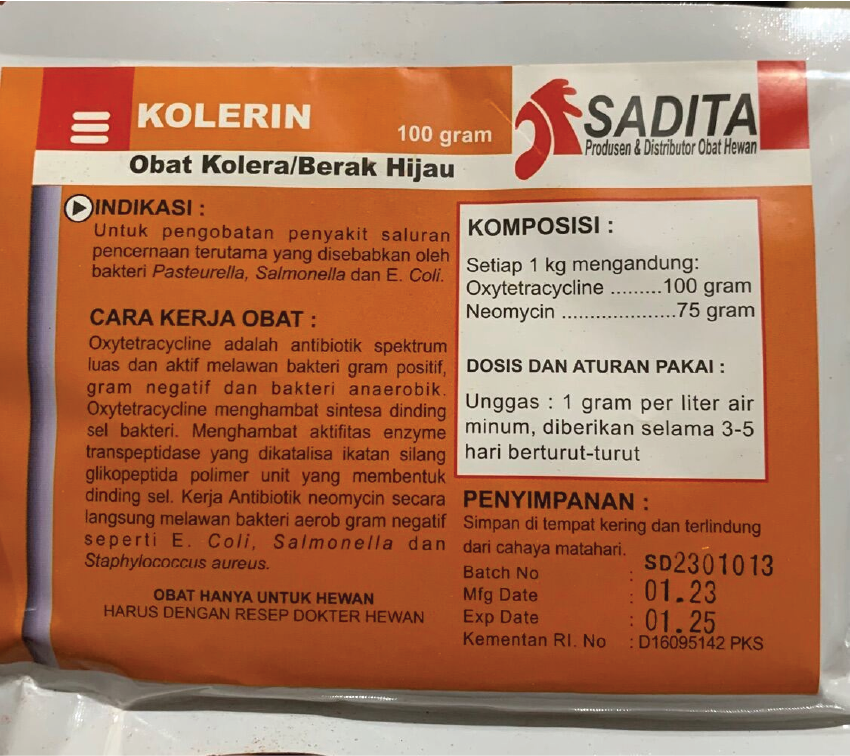 KOLERIN
100 gram
SADITA
Produsen & Distributor Obat Hewan
Obat Kolera/Berak Hijau
INDIKASI :
Untuk pengobatan penyakit saluran
pencernaan terutama yang disebabkan oleh
bakteri Pasteurella, Salmonella dan E. Coli.
CARA KERJA OBAT :
Oxytetracycline adalah antibiotik spektrum
luas dan aktif melawan bakteri gram positif,
gram negatif dan bakteri anaerobik.
Oxytetracycline menghambat sintesa dinding
sel bakteri. Menghambat aktifitas enzyme
transpeptidase yang dikatalisa ikatan silang
glikopeptida polimer unit yang membentuk
dinding sel. Kerja Antibiotik neomycin secara
langsung melawan bakteri aerob gram negatif
seperti E. Coli, Salmonella dan
Staphylococcus aureus.
OBAT HANYA UNTUK HEWAN
HARUS DENGAN RESEP DOKTER HEWAN
KOMPOSISI :
Setiap 1 kg mengandung:
Oxytetracycline .........100 gram
Neomycin ....................75 gram
DOSIS DAN ATURAN PAKAI :
Unggas : 1 gram per liter air
minum, diberikan selama 3-5
hari berturut-turut
PENYIMPANAN :
Simpan di tempat kering dan terlindung
dari cahaya matahari.
Batch No : SD2301013
Mfg Date : 01.23
Exp Date : 01.25
Kementan RI. No : D16095142 PKS